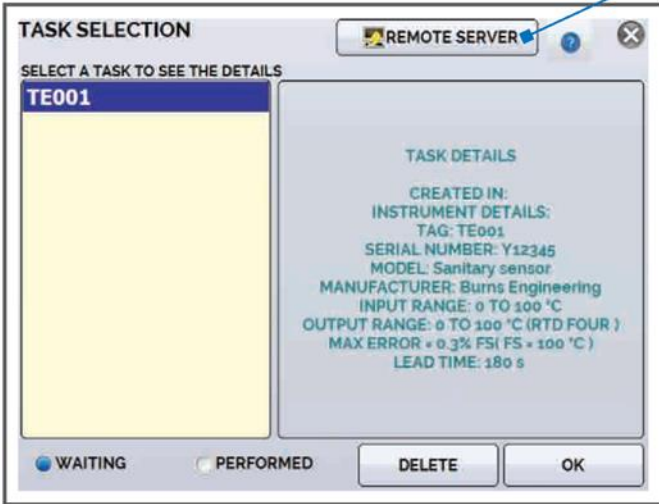 TASK SELECTION
REMOTE SERVER
?
SELECT A TASK TO SEE THE DETAILS
TE001
TASK DETAILS
CREATED IN:
INSTRUMENT DETAILS:
TAG: TE001
SERIAL NUMBER: Y12345
MODEL: Sanitary sensor
MANUFACTURER: Burns Engineering
INPUT RANGE: 0 TO 100 °C
OUTPUT RANGE: 0 TO 100 °C (RTD FOUR )
MAX ERROR = 0.3% FS( FS = 100 °C )
LEAD TIME: 180 s
WAITING
PERFORMED
DELETE
OK